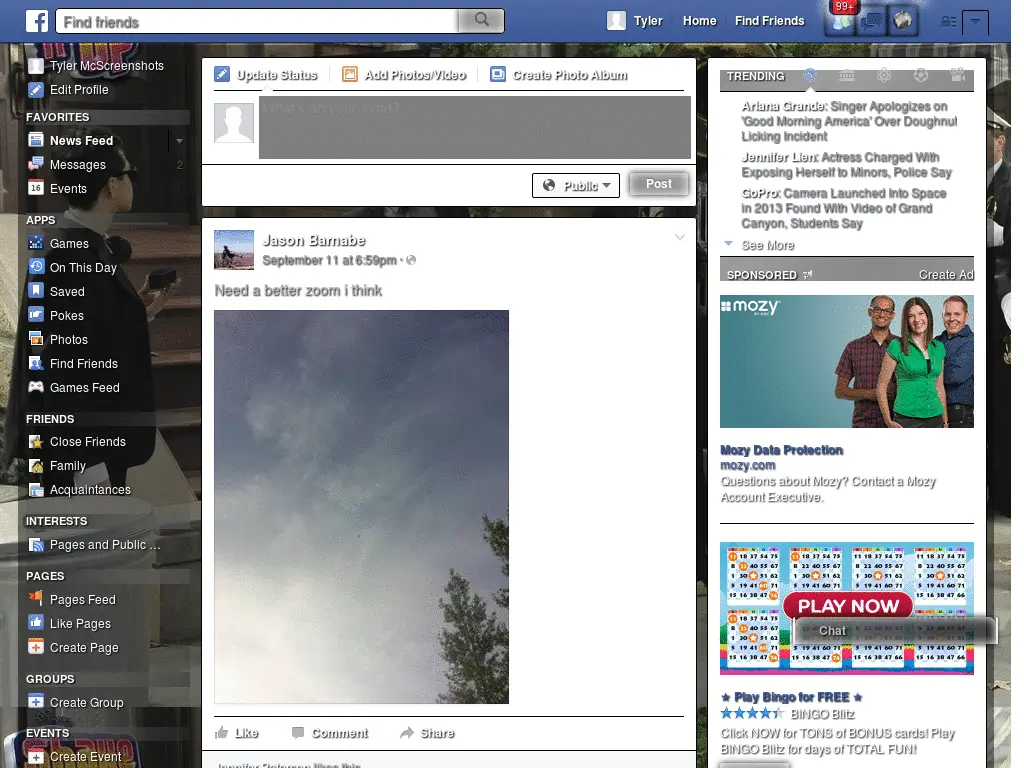 Find friends
Tyler
Home
Find Friends
99+
Tyler McScreenshots
Edit Profile
FAVORITES
News Feed
Messages
2
Events
16
APPS
Games
On This Day
Saved
Pokes
Photos
Find Friends
Games Feed
FRIENDS
Close Friends
Family
Acquaintances
INTERESTS
Pages and Public ...
PAGES
Pages Feed
Like Pages
Create Page
GROUPS
Create Group
EVENTS
Create Event
Update Status
Add Photos/Video
Create Photo Album
What's on your mind?
Public
Post
Jason Barnabe
September 11 at 6:59pm ·
Need a better zoom i think
Like
Comment
Share
Jennifer Peterson likes this.
TRENDING
Ariana Grande: Singer Apologizes on
'Good Morning America' Over Doughnut
Licking Incident
Jennifer Lien: Actress Charged With
Exposing Herself to Minors, Police Say
GoPro: Camera Launched Into Space
in 2013 Found With Video of Grand
Canyon, Students Say
See More
SPONSORED
Create Ad
mozy
Mozy Data Protection
mozy.com
Questions about Mozy? Contact a Mozy
Account Executive.
PLAY NOW
Chat
★ Play Bingo for FREE ★
BINGO Blitz
Click NOW for TONS of BONUS cards! Play
BINGO Blitz for days of TOTAL FUN!